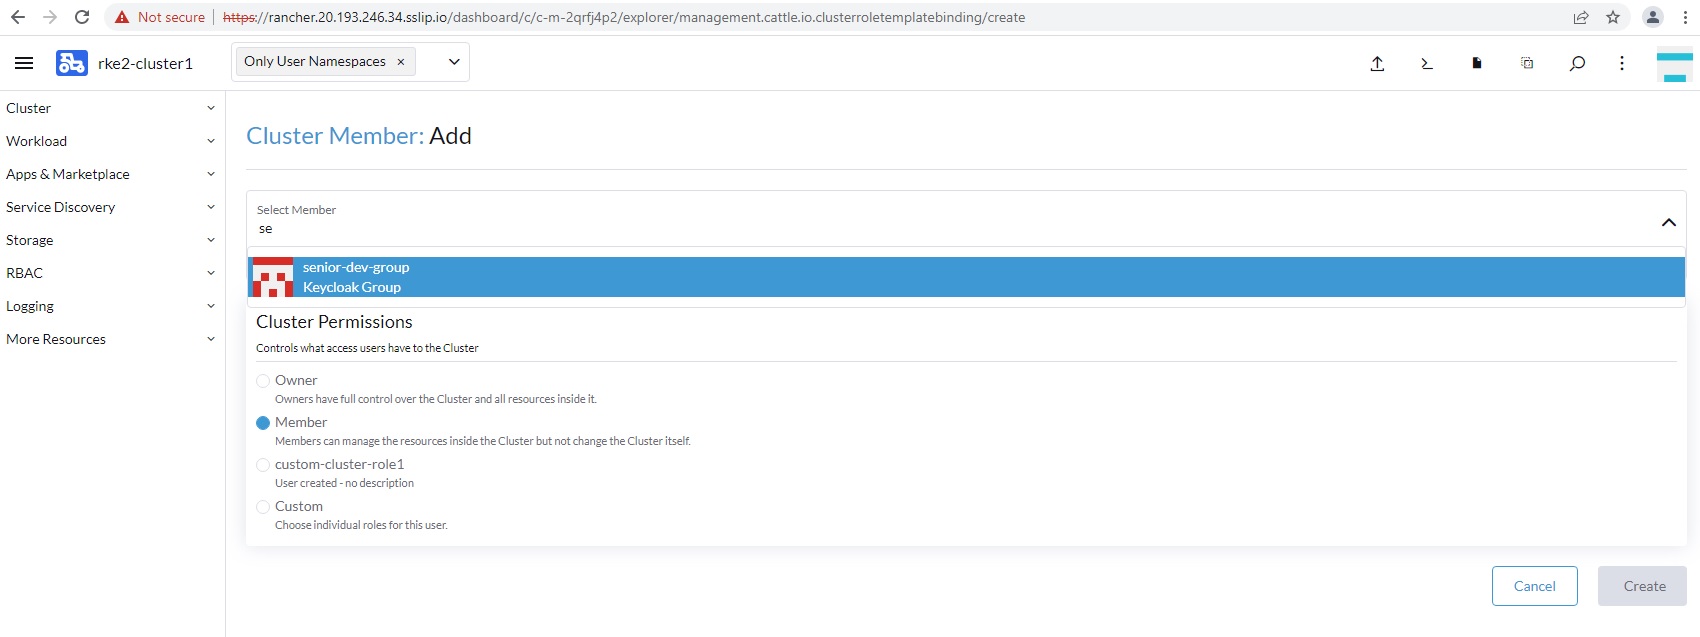 Not secure | https://rancher.20.193.246.34.sslip.io/dashboard/c/c-m-2qrfj4p2/explorer/management.cattle.io.clusterroletemplatebinding/create
rke2-cluster1
Only User Namespaces ×
Cluster
Workload
Apps & Marketplace
Service Discovery
Storage
RBAC
Logging
More Resources
Cluster Member: Add
Select Member
se
senior-dev-group
Keycloak Group
Cluster Permissions
Controls what access users have to the Cluster
Owner
Owners have full control over the Cluster and all resources inside it.
Member
Members can manage the resources inside the Cluster but not change the Cluster itself.
custom-cluster-role1
User created - no description
Custom
Choose individual roles for this user.
Cancel
Create